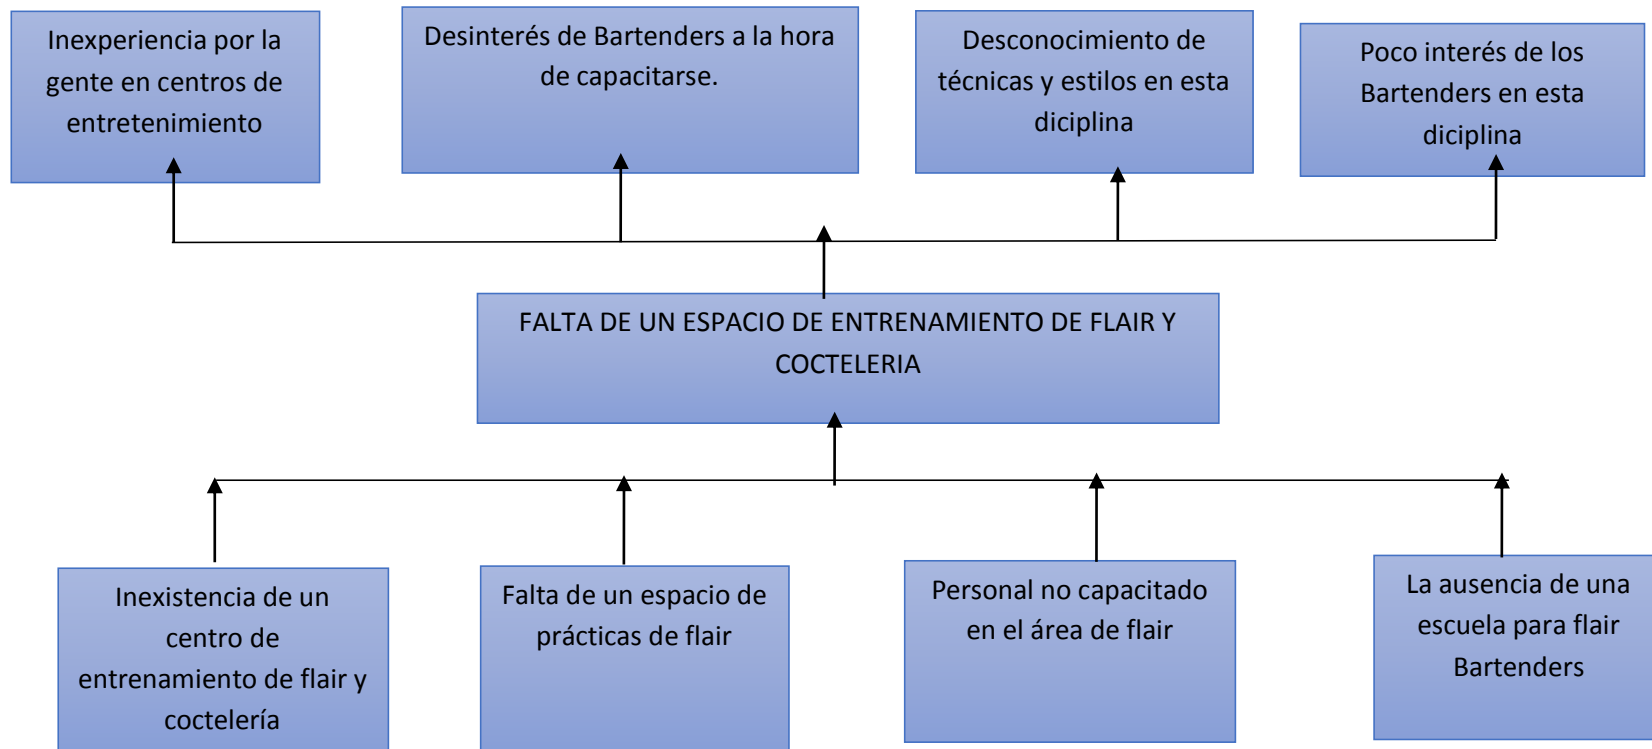 Inexperiencia por la
gente en centros de
entretenimiento
Desinterés de Bartenders a la hora
de capacitarse.
Desconocimiento de
técnicas y estilos en esta
diciplina
Poco interés de los
Bartenders en esta
diciplina
FALTA DE UN ESPACIO DE ENTRENAMIENTO DE FLAIR Y
COCTELERIA
Inexistencia de un
centro de
entrenamiento de flair y
coctelería
Falta de un espacio de
prácticas de flair
Personal no capacitado
en el área de flair
La ausencia de una
escuela para flair
Bartenders